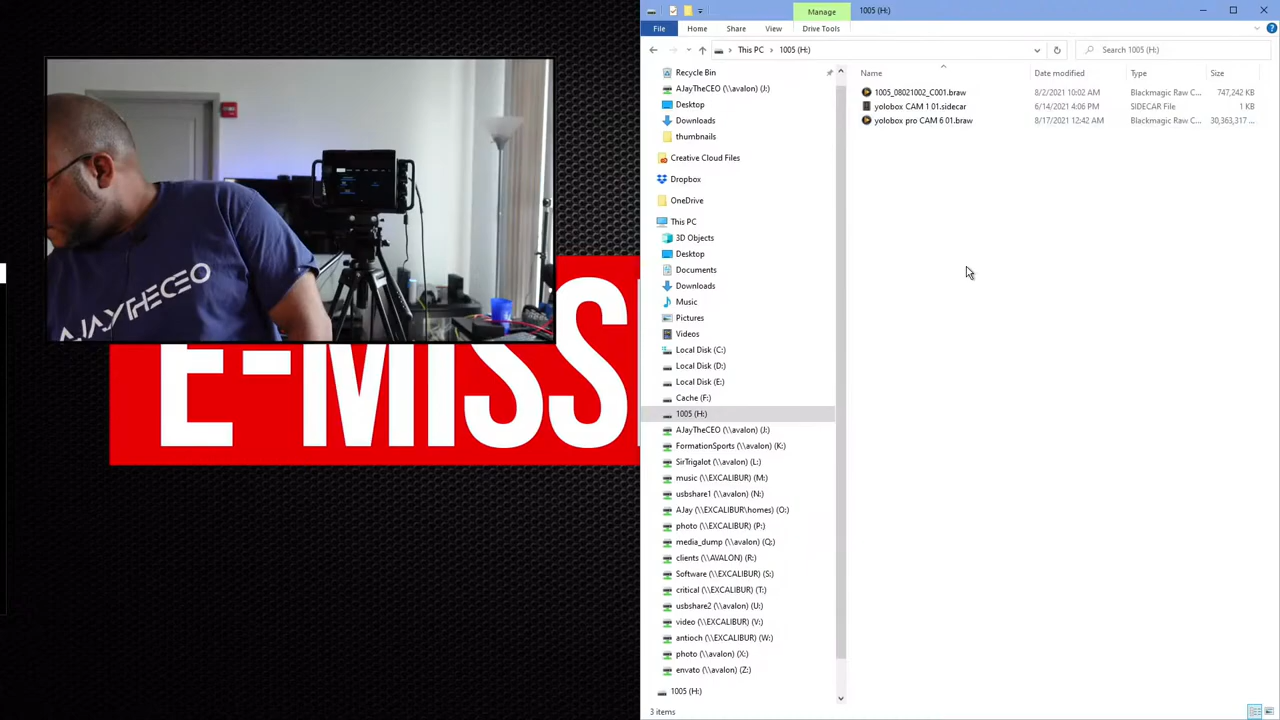 Manage
1005 (H:)
File
Home
Share
View
Drive Tools
This PC
1005 (H:)
Search 1005 (H:)
Name
Date modified
Type
Size
1005_08021002_C001.braw
8/2/2021 10:02 AM
Blackmagic Raw C...
747,242 KB
yolobox CAM 1 01.sidecar
6/14/2021 4:06 PM
SIDECAR File
1 KB
yolobox pro CAM 6 01.braw
8/17/2021 12:42 AM
Blackmagic Raw C...
30,363,317 ...
Recycle Bin
AJayTheCEO (\\avalon) (J:)
Desktop
Downloads
thumbnails
Creative Cloud Files
Dropbox
OneDrive
This PC
3D Objects
Desktop
Documents
Downloads
Music
Pictures
Videos
Local Disk (C:)
Local Disk (D:)
Local Disk (E:)
Cache (F:)
1005 (H:)
AJayTheCEO (\\avalon) (J:)
FormationSports (\\avalon) (K:)
SirTrigalot (\\avalon) (L:)
music (\\EXCALIBUR) (M:)
usbshare1 (\\avalon) (N:)
AJay (\\EXCALIBUR\homes) (O:)
photo (\\EXCALIBUR) (P:)
media_dump (\\avalon) (Q:)
clients (\\AVALON) (R:)
Software (\\EXCALIBUR) (S:)
critical (\\EXCALIBUR) (T:)
usbshare2 (\\avalon) (U:)
video (\\EXCALIBUR) (V:)
antioch (\\EXCALIBUR) (W:)
photo (\\avalon) (X:)
envato (\\avalon) (Z:)
1005 (H:)
3 items
AJAYTHECEO
E-MISS